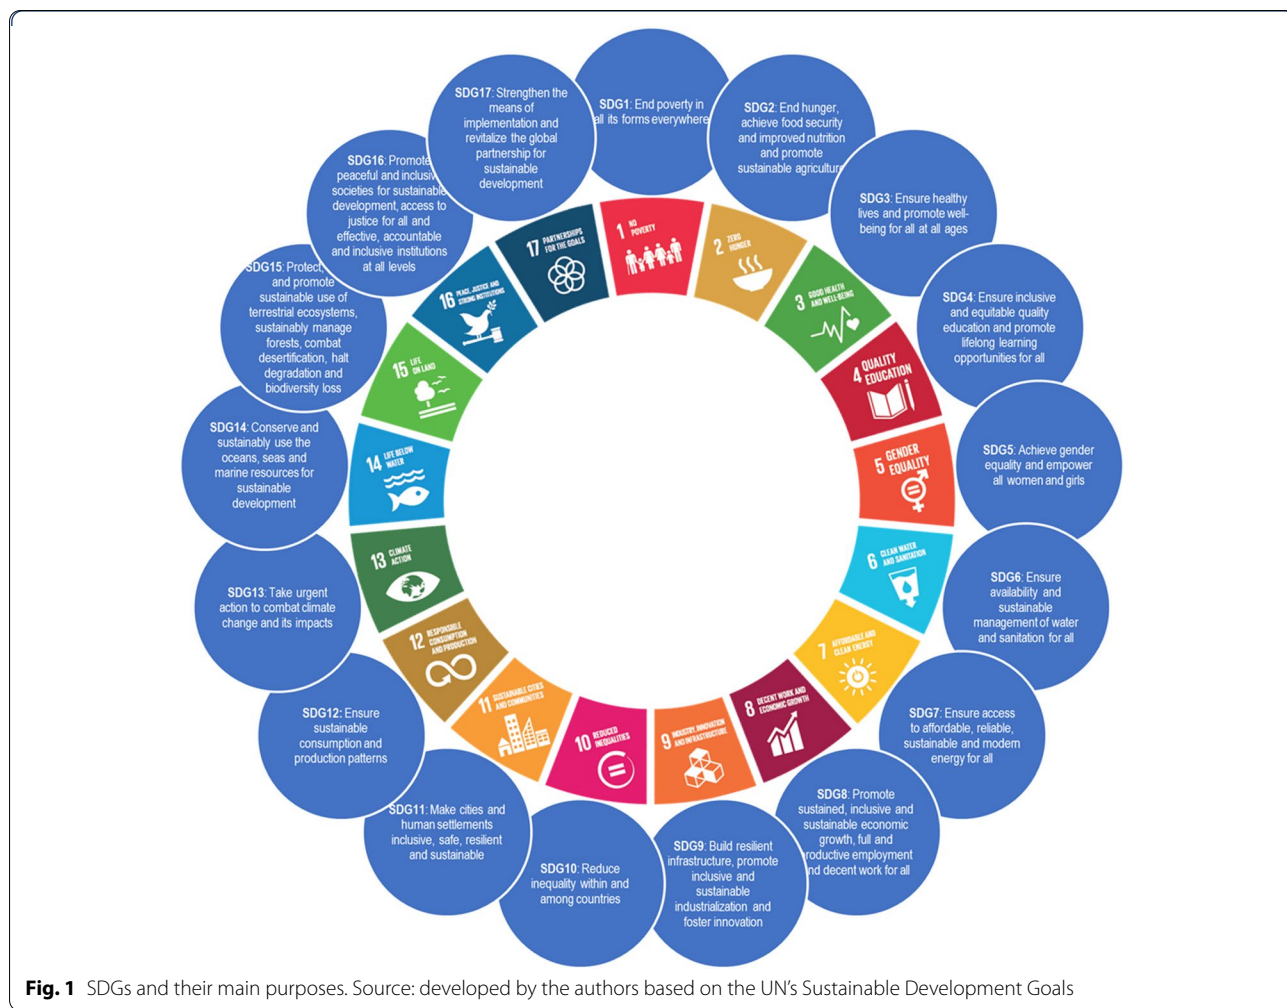 SDG1: End poverty in
all its forms everywhere
SDG2: End hunger,
achieve food security
and improved nutrition
and promote
sustainable agriculture
SDG3: Ensure healthy
lives and promote well-
being for all at all ages
SDG4: Ensure inclusive
and equitable quality
education and promote
lifelong learning
opportunities for all
SDG5: Achieve gender
equality and empower
all women and girls
SDG6: Ensure
availability and
sustainable
management of water
and sanitation for all
SDG7: Ensure access
to affordable, reliable,
sustainable and modern
energy for all
SDG8: Promote
sustained, inclusive and
sustainable economic
growth, full and
productive employment
and decent work for all
SDG9: Build resilient
infrastructure, promote
inclusive and
sustainable
industrialization and
foster innovation
SDG10: Reduce
inequality within and
among countries
SDG11: Make cities and
human settlements
inclusive, safe, resilient
and sustainable
SDG12: Ensure
sustainable
consumption and
production patterns
SDG13: Take urgent
action to combat climate
change and its impacts
SDG14: Conserve and
sustainably use the
oceans, seas and
marine resources for
sustainable
development
SDG15: Protect,
and promote
sustainable use of
terrestrial ecosystems,
sustainably manage
forests, combat
desertification, halt
degradation and
biodiversity loss
SDG16: Promote
peaceful and inclusive
societies for sustainable
development, access to
justice for all and
effective, accountable
and inclusive institutions
at all levels
SDG17: Strengthen the
means of
implementation and
revitalize the global
partnership for
sustainable
development
1 NO
POVERTY
2 ZERO
HUNGER
3 GOOD HEALTH
AND WELL-BEING
4 QUALITY
EDUCATION
5 GENDER
EQUALITY
6 CLEAN WATER
AND SANITATION
7 AFFORDABLE AND
CLEAN ENERGY
8 DECENT WORK AND
ECONOMIC GROWTH
9 INDUSTRY, INNOVATION
AND INFRASTRUCTURE
10 REDUCED
INEQUALITIES
11 SUSTAINABLE CITIES
AND COMMUNITIES
12 RESPONSIBLE
CONSUMPTION
AND PRODUCTION
13 CLIMATE
ACTION
14 LIFE BELOW
WATER
15 LIFE
ON LAND
16 PEACE, JUSTICE AND
STRONG INSTITUTIONS
17 PARTNERSHIPS
FOR THE GOALS
Fig. 1 SDGs and their main purposes. Source: developed by the authors based on the UN's Sustainable Development Goals